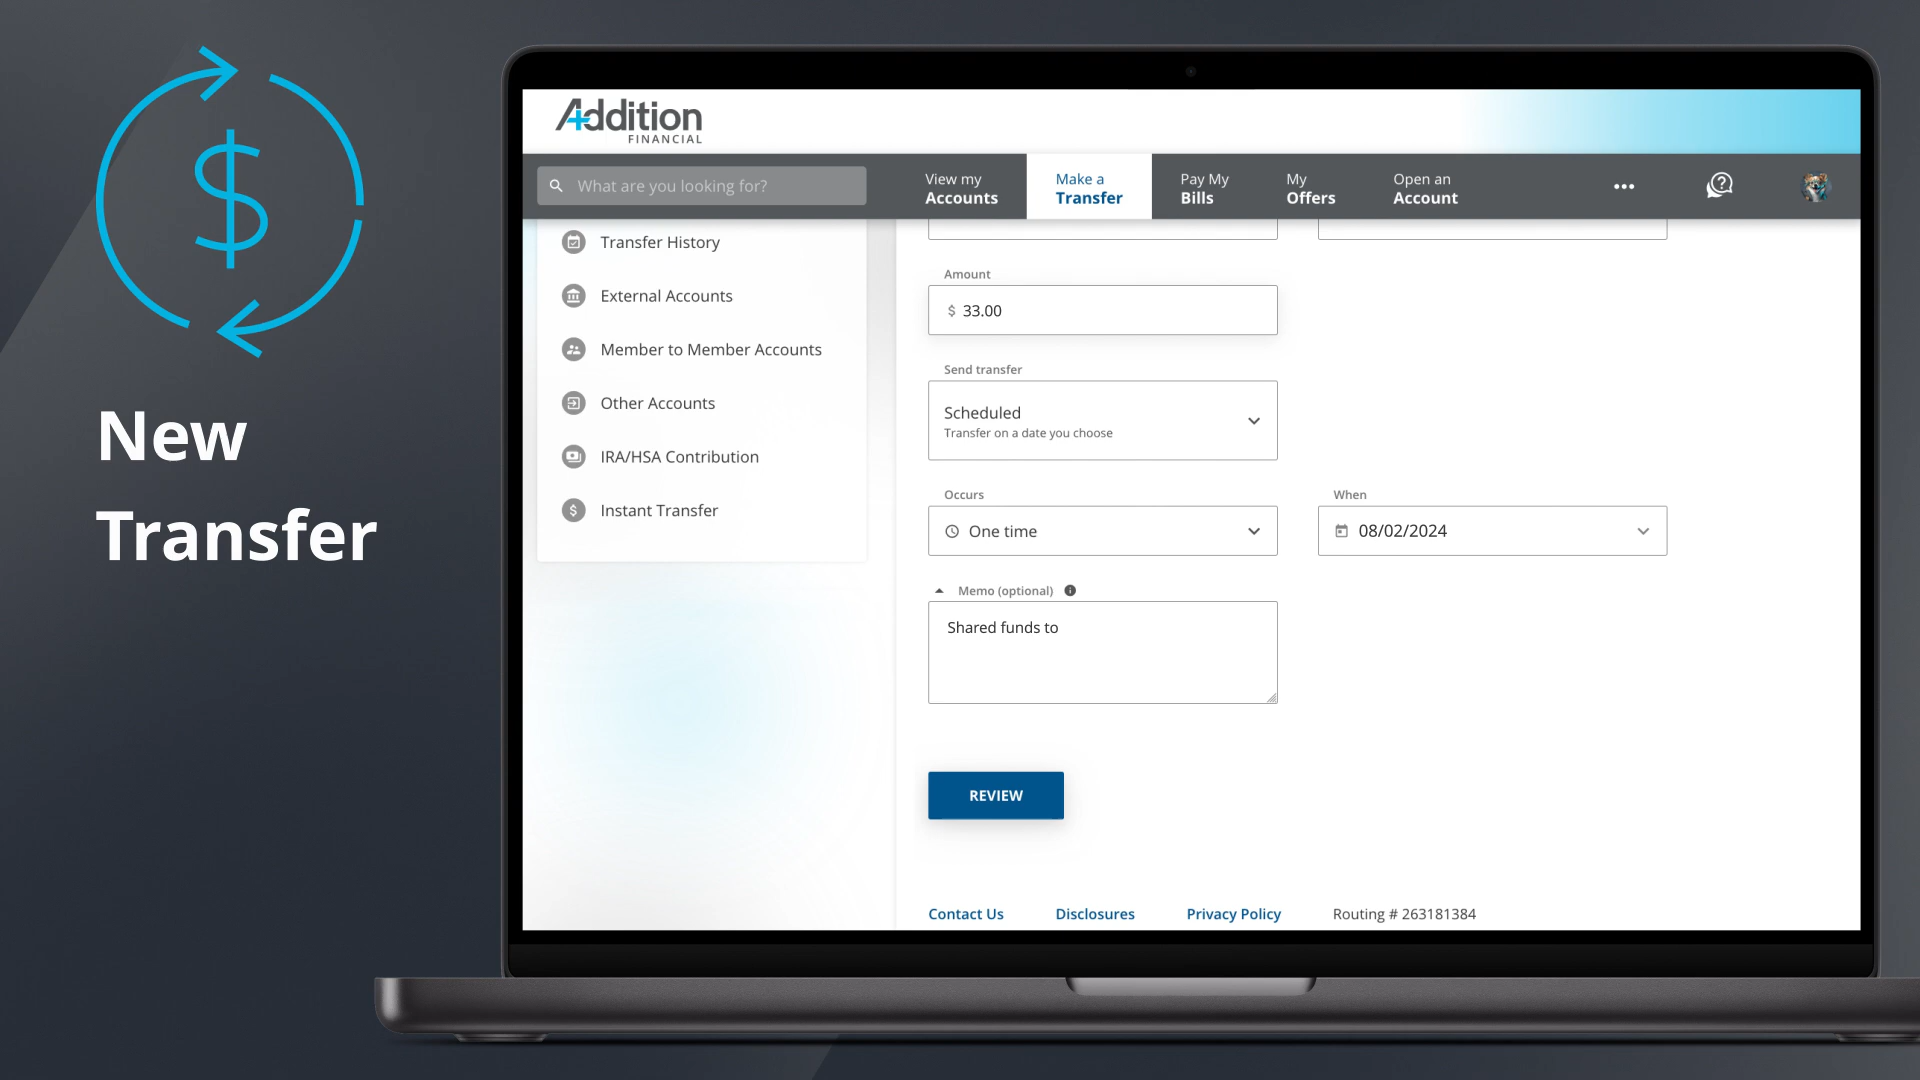 New
Transfer
Addition
FINANCIAL
What are you looking for?
View my
Accounts
Make a
Transfer
Pay My
Bills
My
Offers
Open an
Account
Transfer History
External Accounts
Member to Member Accounts
Other Accounts
IRA/HSA Contribution
$ Instant Transfer
Amount
$ 33.00
Send transfer
Scheduled
Transfer on a date you choose
Occurs
One time
When
08/02/2024
Memo (optional)
Shared funds to
REVIEW
Contact Us
Disclosures
Privacy Policy
Routing # 263181384